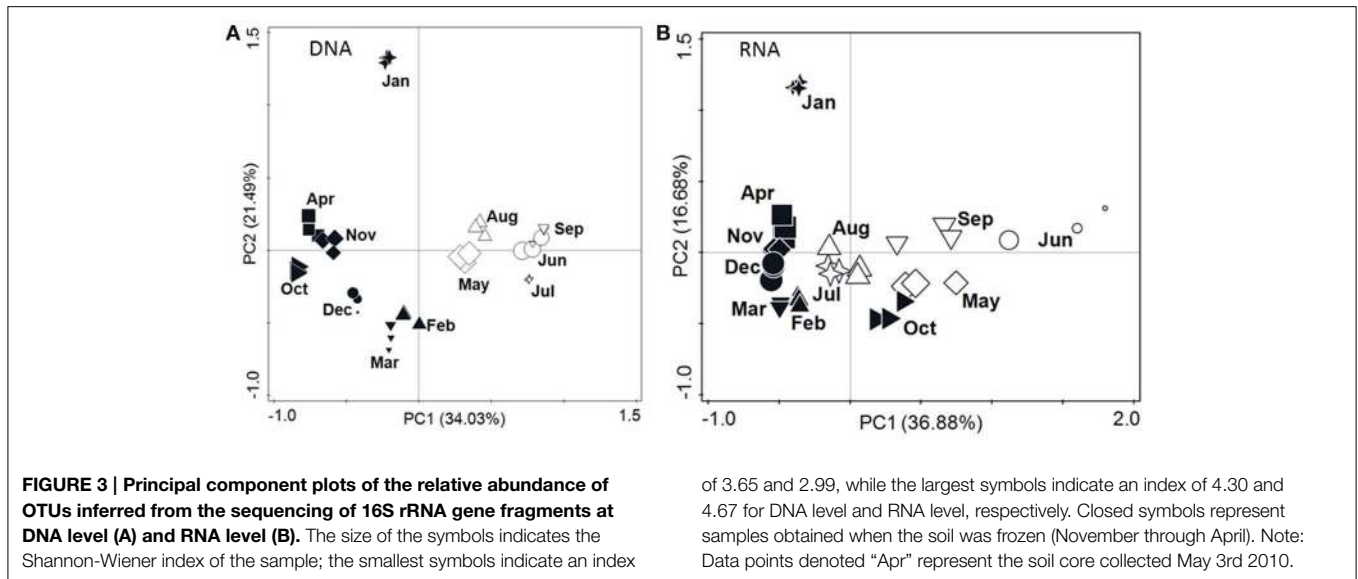 A
DNA
1.5
Jan
PC2 (21.49%)
Apr
Nov
Oct
Dec
Feb
Mar
Aug
Sep
Jun
May
Jul
-1.0
-1.0
PC1 (34.03%)
1.5
B
RNA
1.5
Jan
PC2 (16.68%)
Apr
Nov
Dec
Mar
Feb
Aug
Jul
Sep
Jun
May
Oct
-1.0
-1.0
PC1 (36.88%)
2.0
FIGURE 3 | Principal component plots of the relative abundance of
OTUs inferred from the sequencing of 16S rRNA gene fragments at
DNA level (A) and RNA level (B). The size of the symbols indicates the
Shannon-Wiener index of the sample; the smallest symbols indicate an index
of 3.65 and 2.99, while the largest symbols indicate an index of 4.30 and
4.67 for DNA level and RNA level, respectively. Closed symbols represent
samples obtained when the soil was frozen (November through April). Note:
Data points denoted “Apr” represent the soil core collected May 3rd 2010.